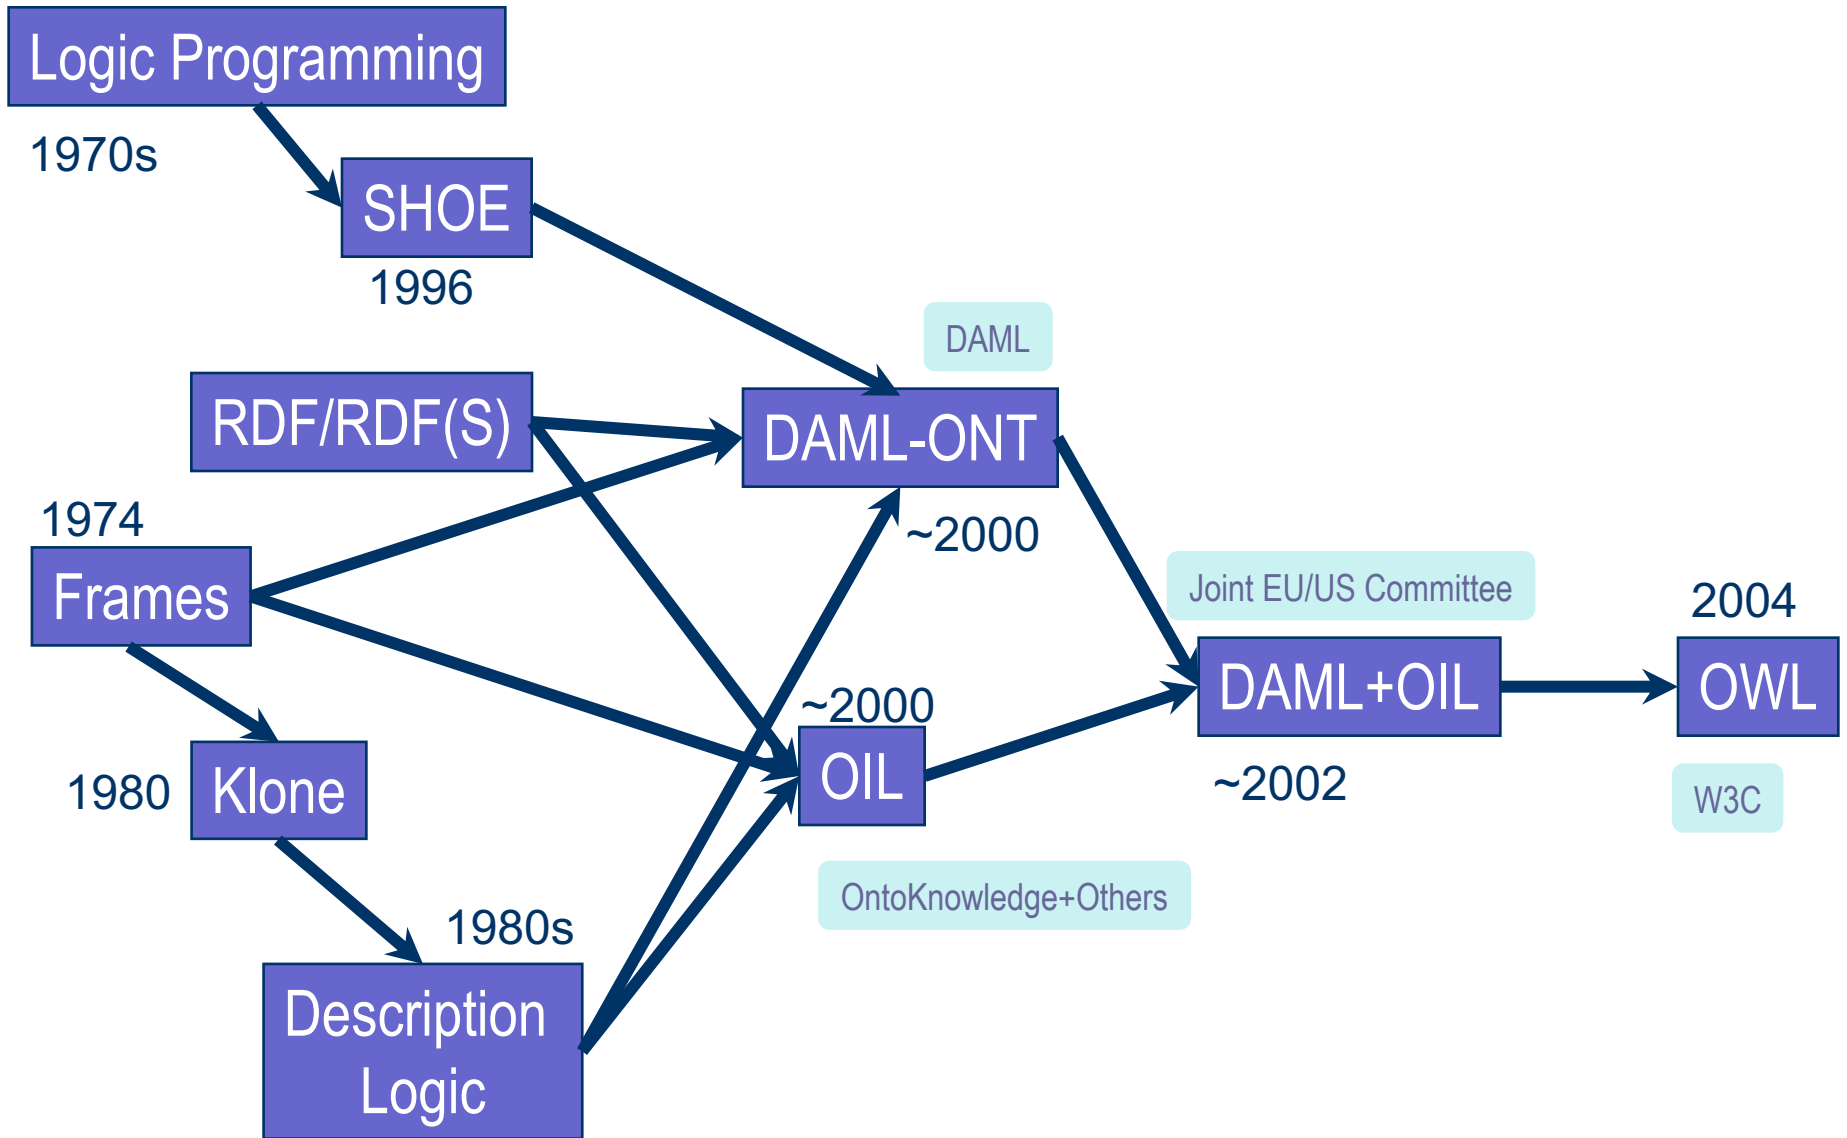 Logic Programming
1970s
SHOE
1996
DAML
RDF/RDF(S)
DAML-ONT
1974
~2000
Frames
Joint EU/US Committee
2004
DAML+OIL
OWL
~2000
Klone
1980
OIL
~2002
W3C
OntoKnowledge+Others
1980s
Description
Logic